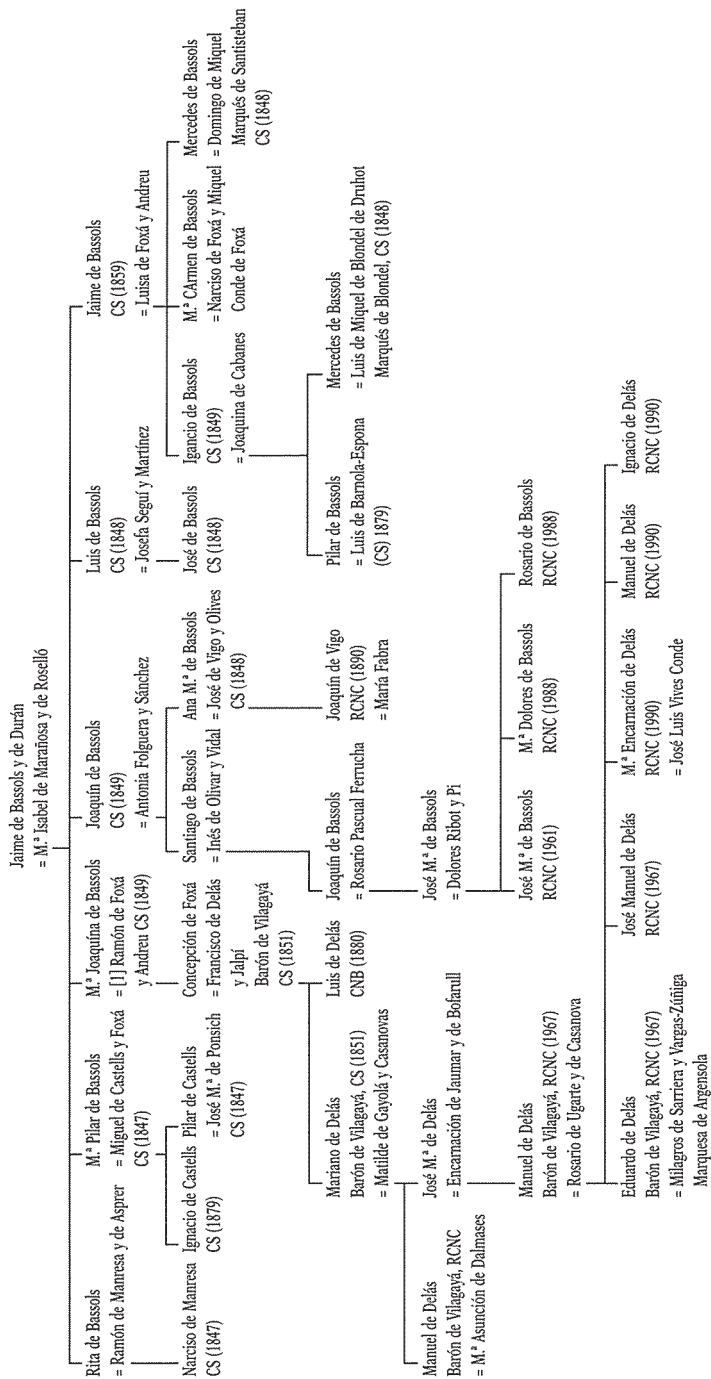 Jaime de Bassols y de Durán
= M.ª Isabel de Marañosa y de Roselló
Rita de Bassols
= Ramón de Manresa y de Asprer
M.ª Pilar de Bassols
= Miguel de Castells y Foxá
CS (1847)
M.ª Joaquina de Bassols
= [1] Ramón de Foxá
y Andreu CS (1849)
Joaquín de Bassols
CS (1849)
= Antonia Folguera y Sánchez
Luis de Bassols
CS (1848)
= Josefa Seguí y Martínez
Jaime de Bassols
CS (1859)
= Luisa de Foxá y Andreu
Narciso de Manresa
CS (1847)
Ignacio de Castells
CS (1879)
Pilar de Castells
= José M.ª de Ponsich
CS (1847)
Concepción de Foxá
= Francisco de Delás
y Jalpí
Barón de Vilagayá
CS (1851)
Santiago de Bassols
= Inés de Olivar y Vidal
Ana M.ª de Bassols
= José de Vigo y Olives
CS (1848)
José de Bassols
CS (1848)
Igancio de Bassols
CS (1849)
= Joaquina de Cabanes
M.ª CArmen de Bassols
= Narciso de Foxá y Miquel
Conde de Foxá
Mercedes de Bassols
= Domingo de Miquel
Marqués de Santisteban
CS (1848)
Mariano de Delás
Barón de Vilagayá, CS (1851)
= Matilde de Gayolá y Casanovas
Luis de Delás
CNB (1880)
Joaquín de Bassols
= Rosario Pascual Ferrucha
Joaquín de Vigo
RCNC (1890)
= María Fabra
Pilar de Bassols
= Luis de Barnola-Espona
(CS) 1879)
Mercedes de Bassols
= Luis de Miquel de Blondel de Druhot
Marqués de Blondel, CS (1848)
Manuel de Delás
Barón de Vilagayá, RCNC
= M.ª Asunción de Dalmases
José M.ª de Delás
= Encarnación de Jaumar y de Bofarull
José M.ª de Bassols
= Dolores Ribot y Pi
Manuel de Delás
Barón de Vilagayá, RCNC (1967)
= Rosario de Ugarte y de Casanova
José M.ª de Bassols
RCNC (1961)
M.ª Dolores de Bassols
RCNC (1988)
Rosario de Bassols
RCNC (1988)
Eduardo de Delás
Barón de Vilagayá, RCNC (1967)
= Milagros de Sarriera y Vargas-Zúñiga
Marquesa de Argensola
José Manuel de Delás
RCNC (1967)
M.ª Encarnación de Delás
RCNC (1990)
= José Luis Vives Conde
Manuel de Delás
RCNC (1990)
Ignacio de Delás
RCNC (1990)